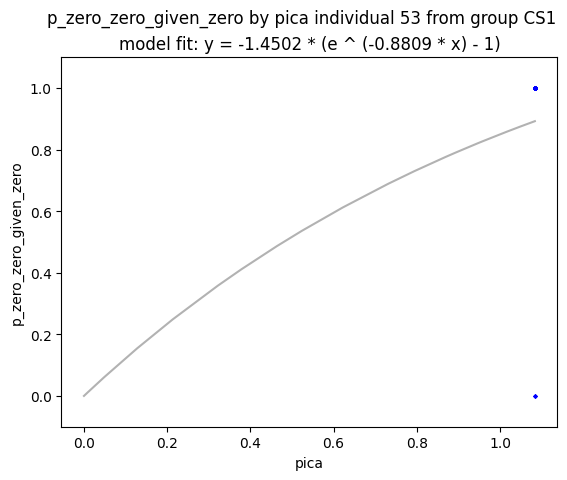 p_zero_zero_given_zero by pica individual 53 from group CS1
model fit: y = -1.4502 * (e ^ (-0.8809 * x) - 1)
1.0
0.8
0.6
0.4
0.2
0.0
p_zero_zero_given_zero
0.0 0.2 0.4 0.6 0.8 1.0
pica